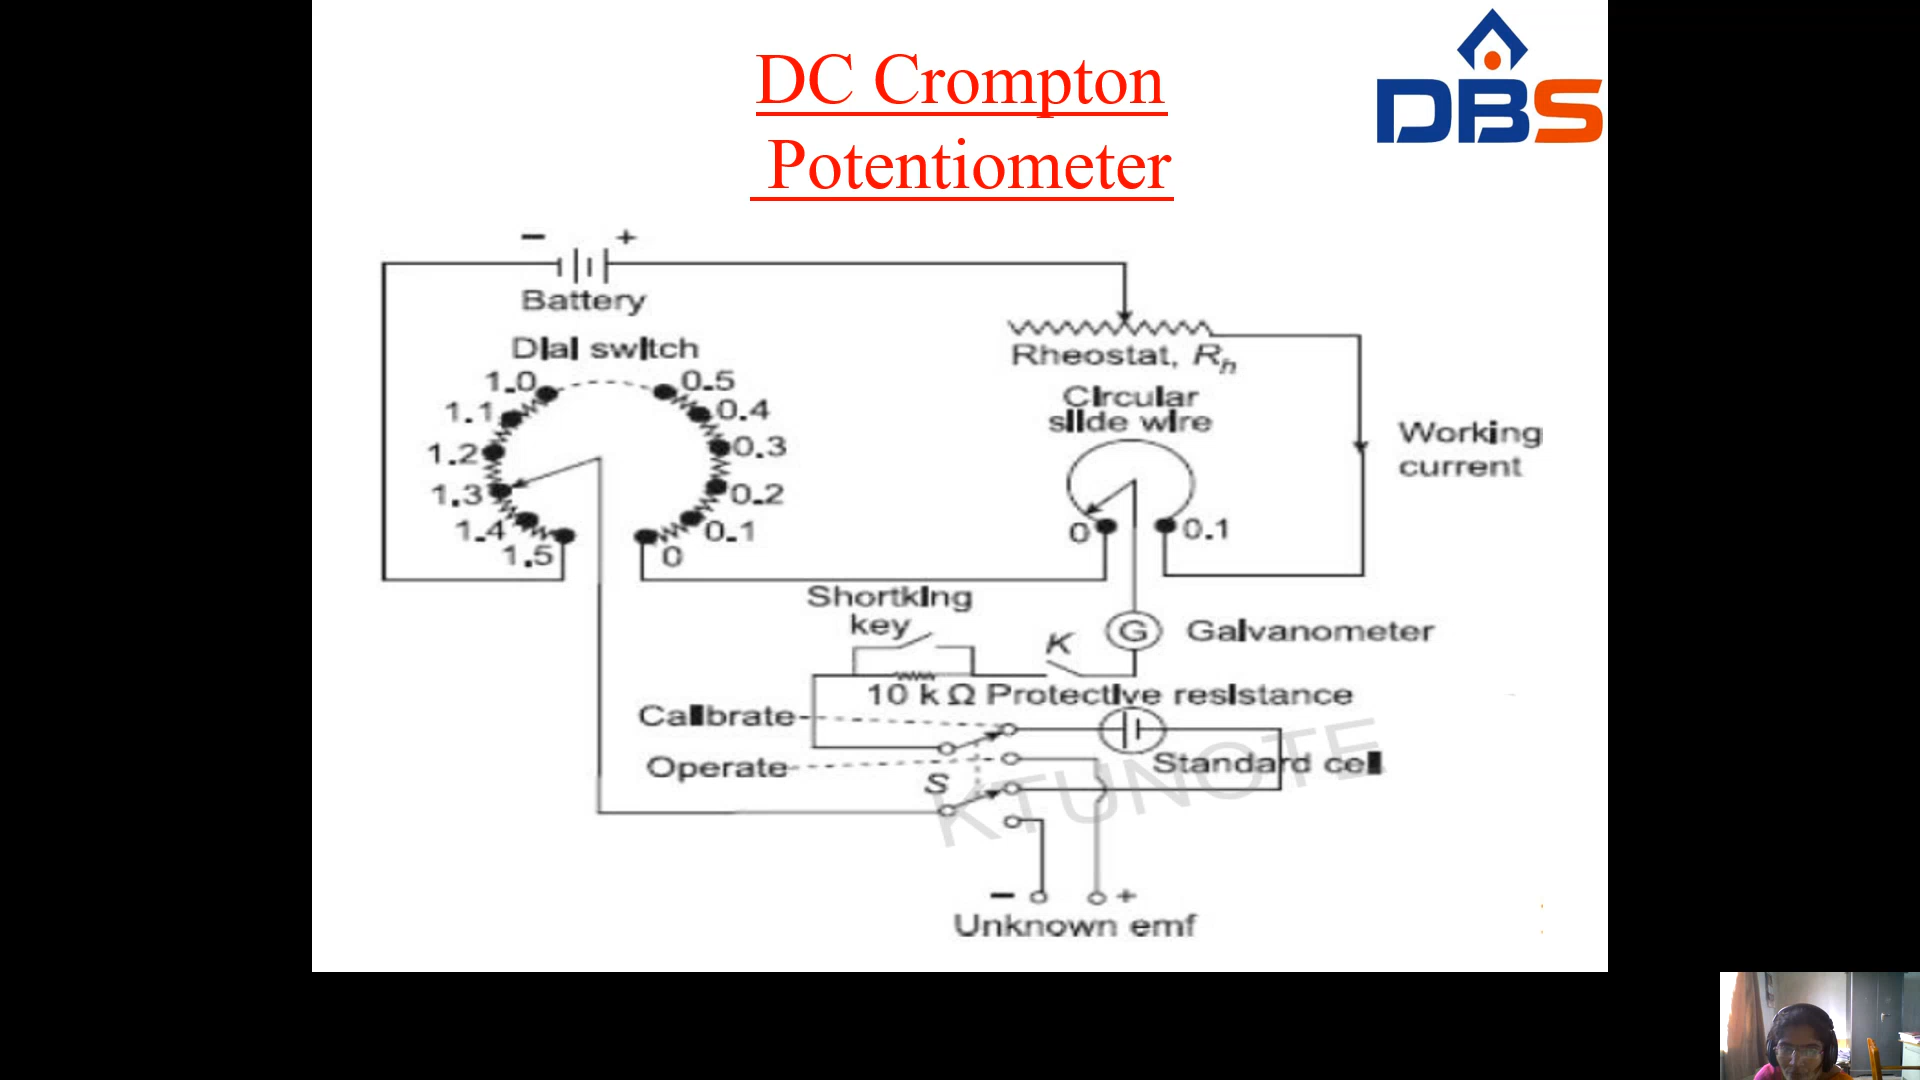 DC Crompton
Potentiometer
DBS
− +
Battery
Dial switch
1.0 0.5
1.1 0.4
1.2 0.3
1.3 0.2
1.4 0.1
1.5 0
Rheostat, Rh
Circular
slide wire
0 0.1
Working
current
Shortking
key
K
G Galvanometer
10 k Ω Protective resistance
Calibrate
Operate
S
Standard cell
KTUNOTE
− +
Unknown emf